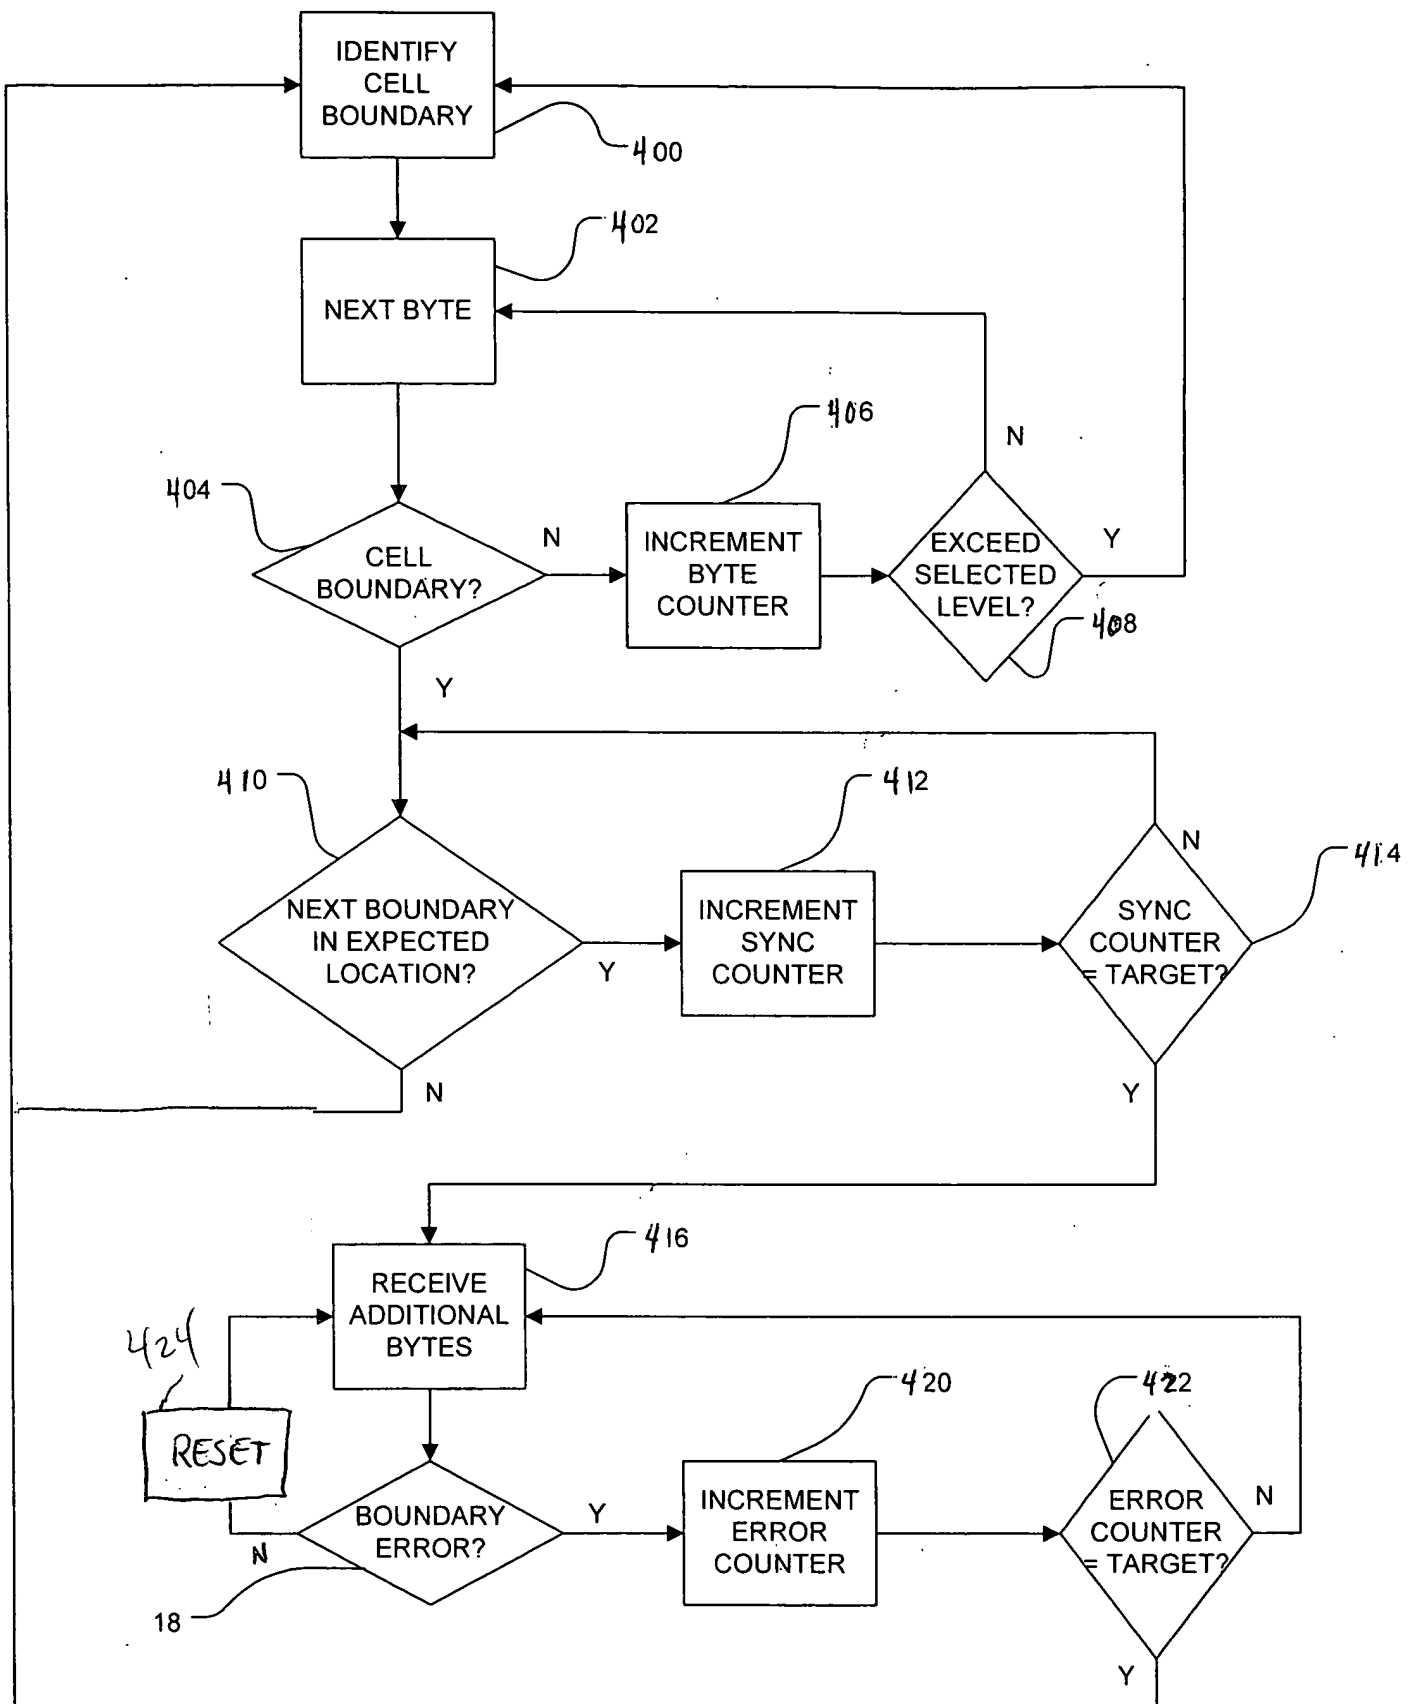 IDENTIFY
CELL
BOUNDARY
400
402
NEXT BYTE
406
N
404
CELL
BOUNDARY?
N
INCREMENT
BYTE
COUNTER
EXCEED
SELECTED
LEVEL?
Y
408
Y
410
412
N
414
NEXT BOUNDARY
IN EXPECTED
LOCATION?
Y
INCREMENT
SYNC
COUNTER
SYNC
COUNTER
= TARGET?
N
Y
416
RECEIVE
ADDITIONAL
BYTES
424
RESET
420
422
BOUNDARY
ERROR?
Y
N
18
INCREMENT
ERROR
COUNTER
ERROR
COUNTER
= TARGET?
N
Y